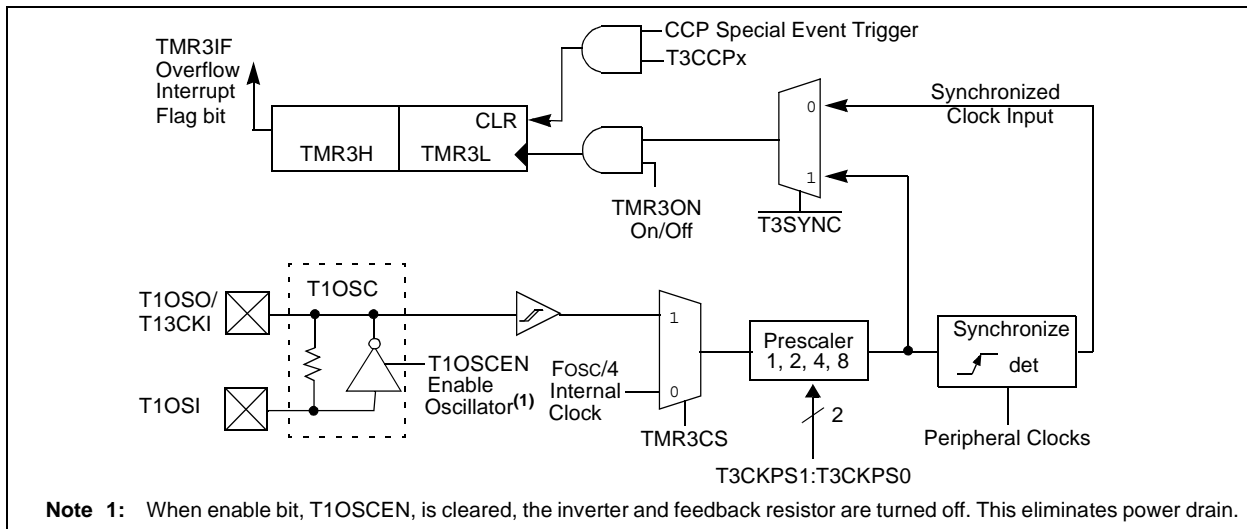 TMR3IF
Overflow
Interrupt
Flag bit
CCP Special Event Trigger
T3CCPx
CLR
TMR3H
TMR3L
TMR3ON
On/Off
0
1
T3SYNC
Synchronized
Clock Input
T1OSO/
T13CKI
T1OSI
T1OSC
T1OSCEN
Enable
Oscillator(1)
FOSC/4
Internal
Clock
1
0
TMR3CS
Prescaler
1, 2, 4, 8
2
T3CKPS1:T3CKPS0
Synchronize
det
Peripheral Clocks
Note 1: When enable bit, T1OSCEN, is cleared, the inverter and feedback resistor are turned off. This eliminates power drain.